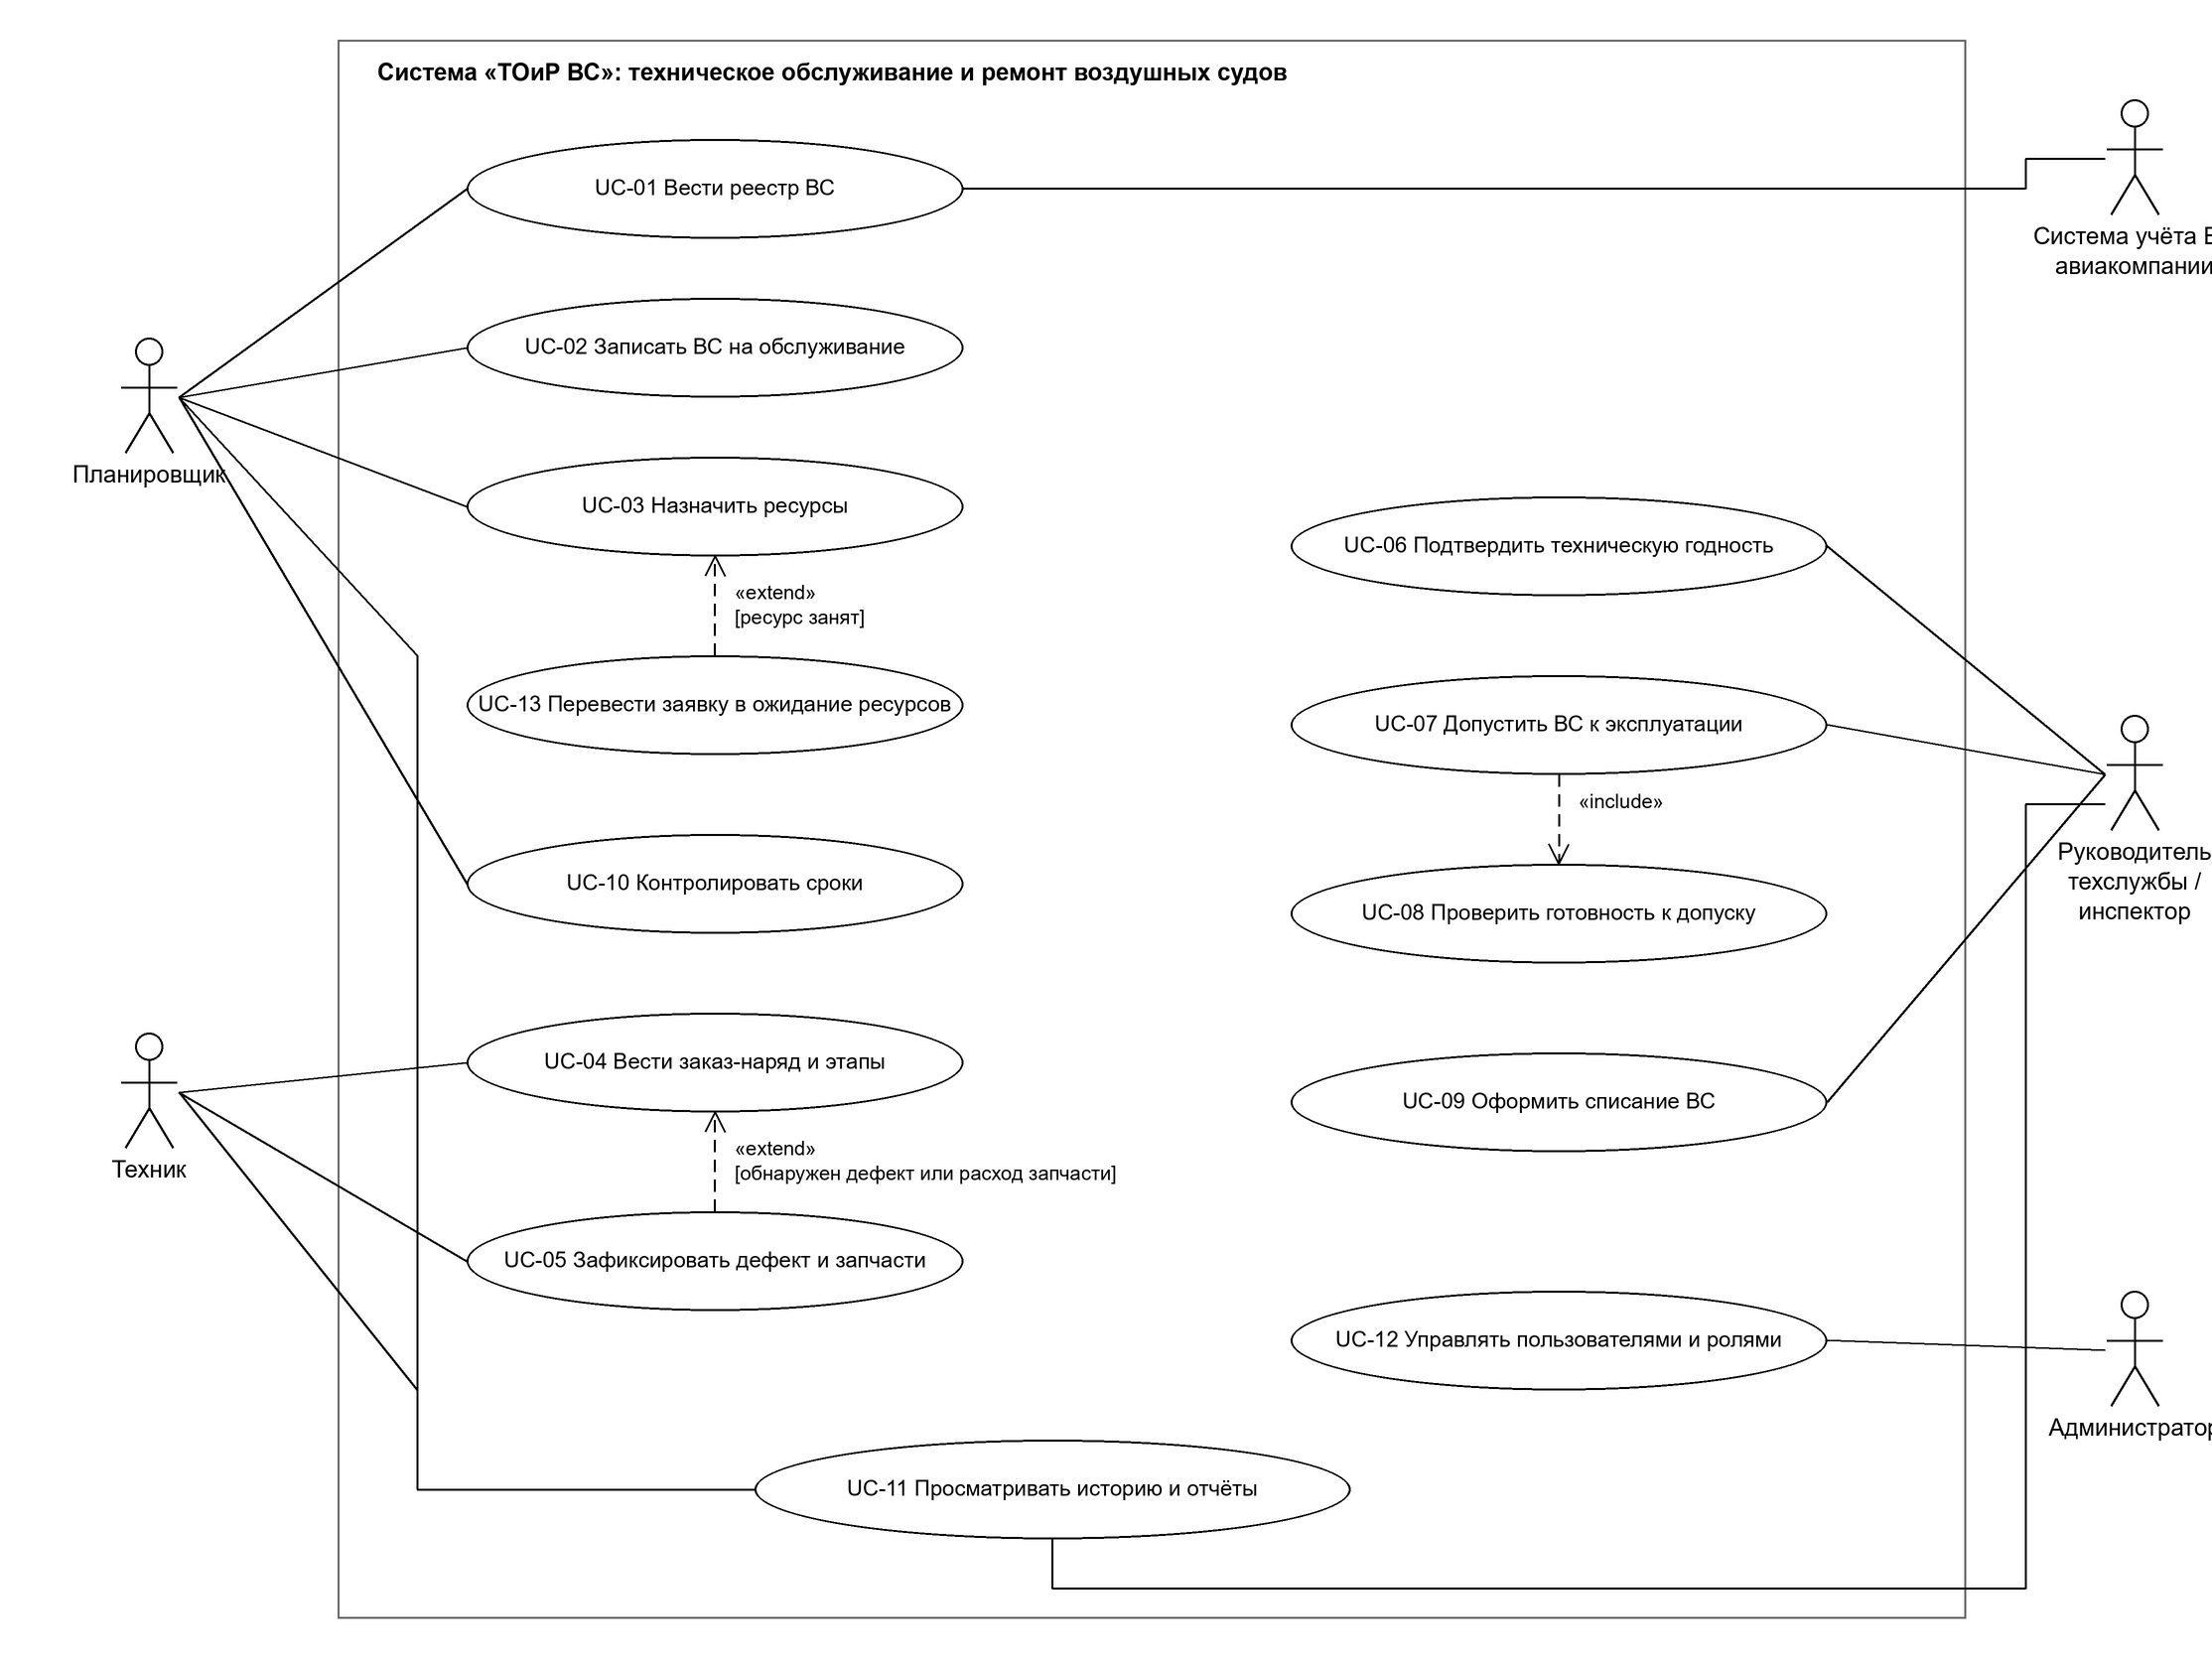 Система «ТОиР ВС»: техническое обслуживание и ремонт воздушных судов
UC-01 Вести реестр ВС
Система учёта
авиакомпании
UC-02 Записать ВС на обслуживание
Планировщик
UC-03 Назначить ресурсы
UC-06 Подтвердить техническую годность
«extend»
[ресурс занят]
UC-13 Перевести заявку в ожидание ресурсов
UC-07 Допустить ВС к эксплуатации
«include»
Руководитель
техслужбы /
инспектор
UC-10 Контролировать сроки
UC-08 Проверить готовность к допуску
UC-04 Вести заказ-наряд и этапы
UC-09 Оформить списание ВС
Техник
«extend»
[обнаружен дефект или расход запчасти]
UC-05 Зафиксировать дефект и запчасти
UC-12 Управлять пользователями и ролями
Администратор
UC-11 Просматривать историю и отчёты